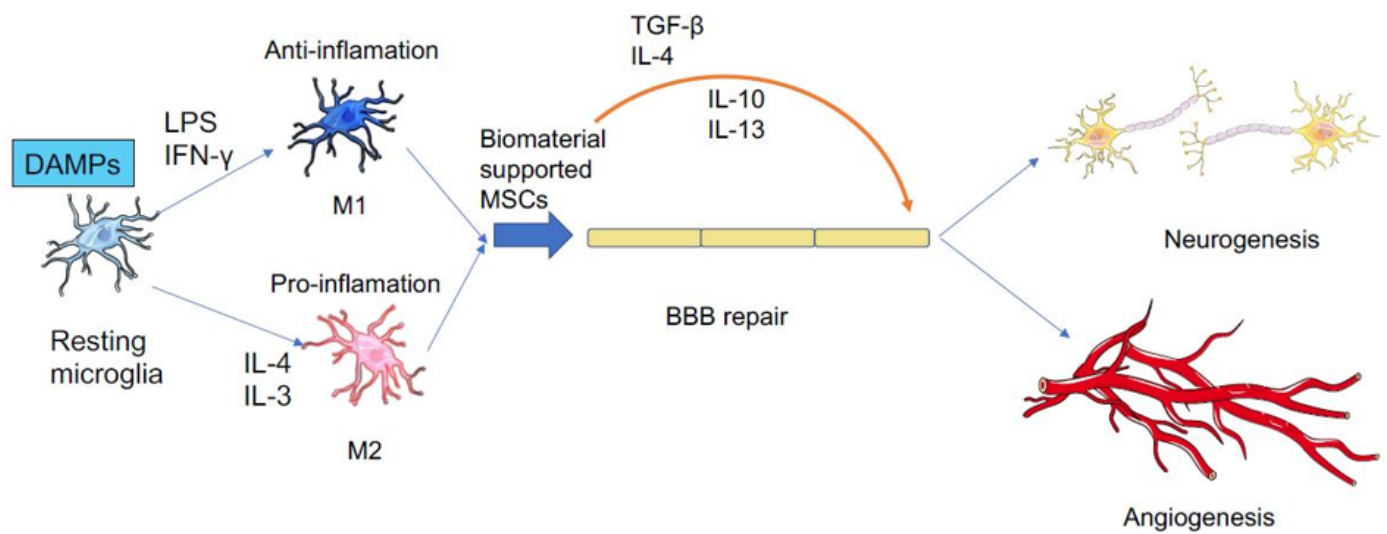 DAMPs
Resting
microglia
LPS
IFN-γ
Anti-inflamation
M1
Pro-inflamation
IL-4
IL-3
M2
Biomaterial
supported
MSCs
TGF-β
IL-4
IL-10
IL-13
BBB repair
Neurogenesis
Angiogenesis